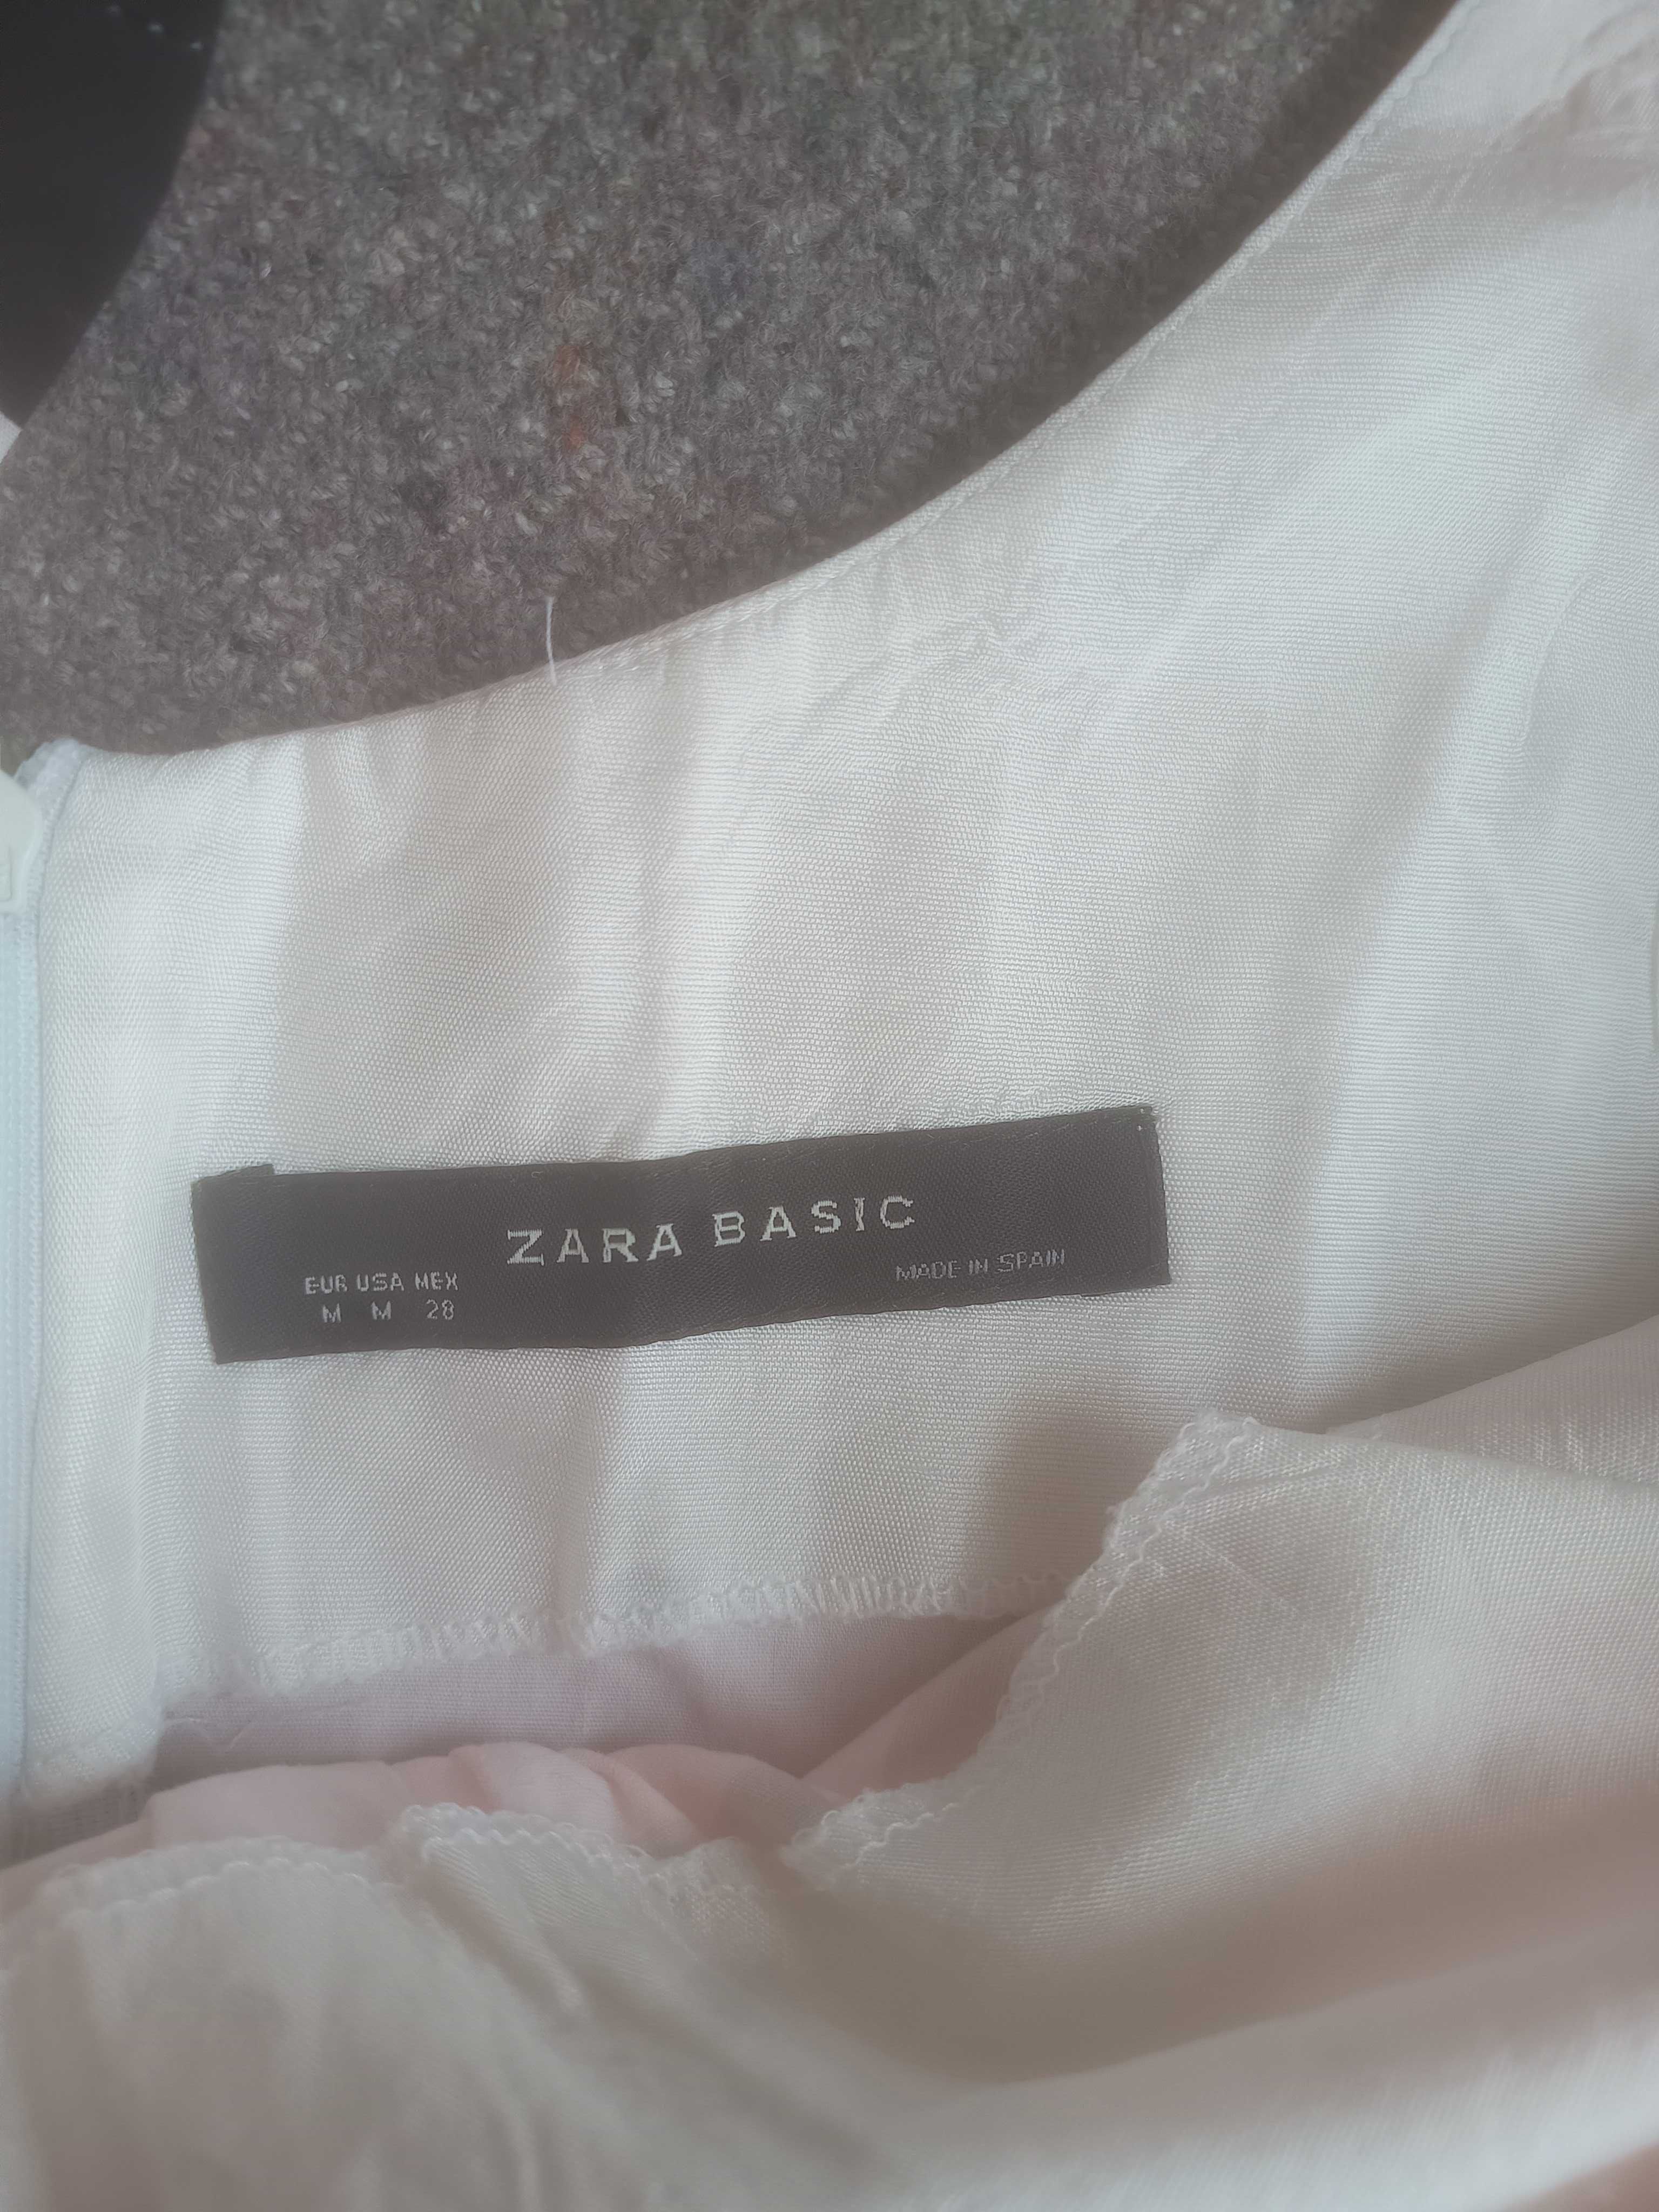 ZARA BASIC
EUR USA MEX
M M 28
MADE IN SPAIN